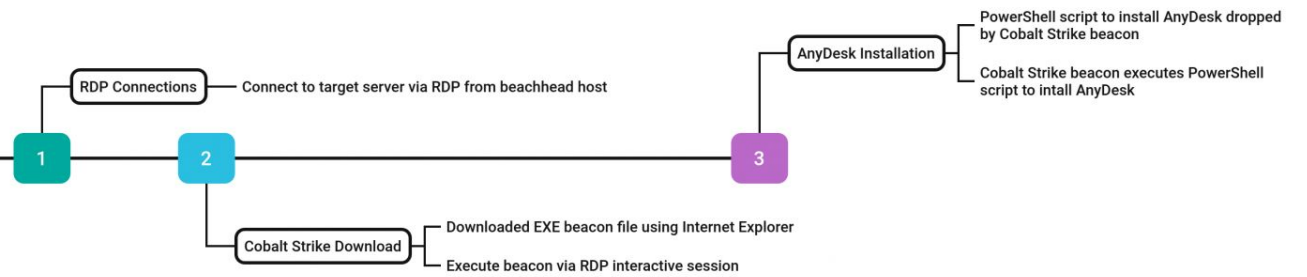 PowerShell script to install AnyDesk dropped
by Cobalt Strike beacon
AnyDesk Installation
Cobalt Strike beacon executes PowerShell
script to intall AnyDesk
RDP Connections
Connect to target server via RDP from beachhead host
1
2
3
Downloaded EXE beacon file using Internet Explorer
Cobalt Strike Download
Execute beacon via RDP interactive session